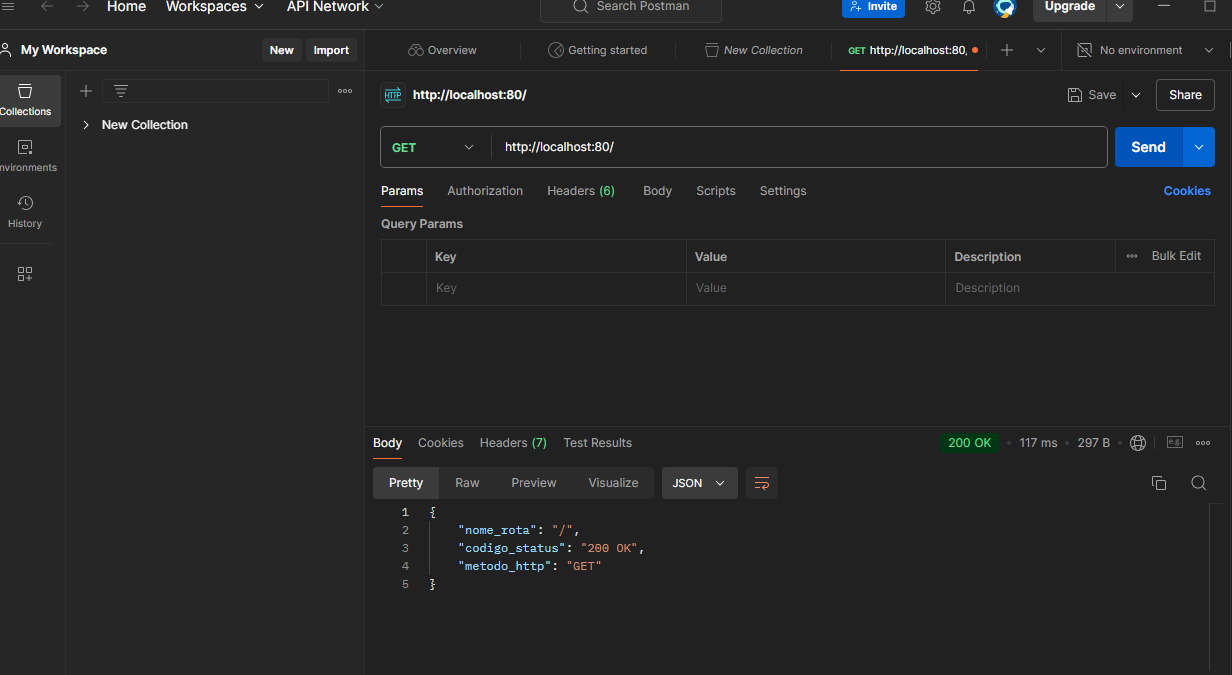 Home Workspaces API Network Search Postman Invite Upgrade
My Workspace New Import Overview Getting started New Collection GET http://localhost:80, No environment
Collections
nvironments
History
New Collection
HTTP http://localhost:80/ Save Share
GET http://localhost:80/ Send
Params Authorization Headers (6) Body Scripts Settings Cookies
Query Params
Key Value Description Bulk Edit
Key Value Description
Body Cookies Headers (7) Test Results 200 OK 117 ms 297 B e.g.
Pretty Raw Preview Visualize JSON
1 {
2 "nome_rota": "/",
3 "codigo_status": "200 OK",
4 "metodo_http": "GET"
5 }